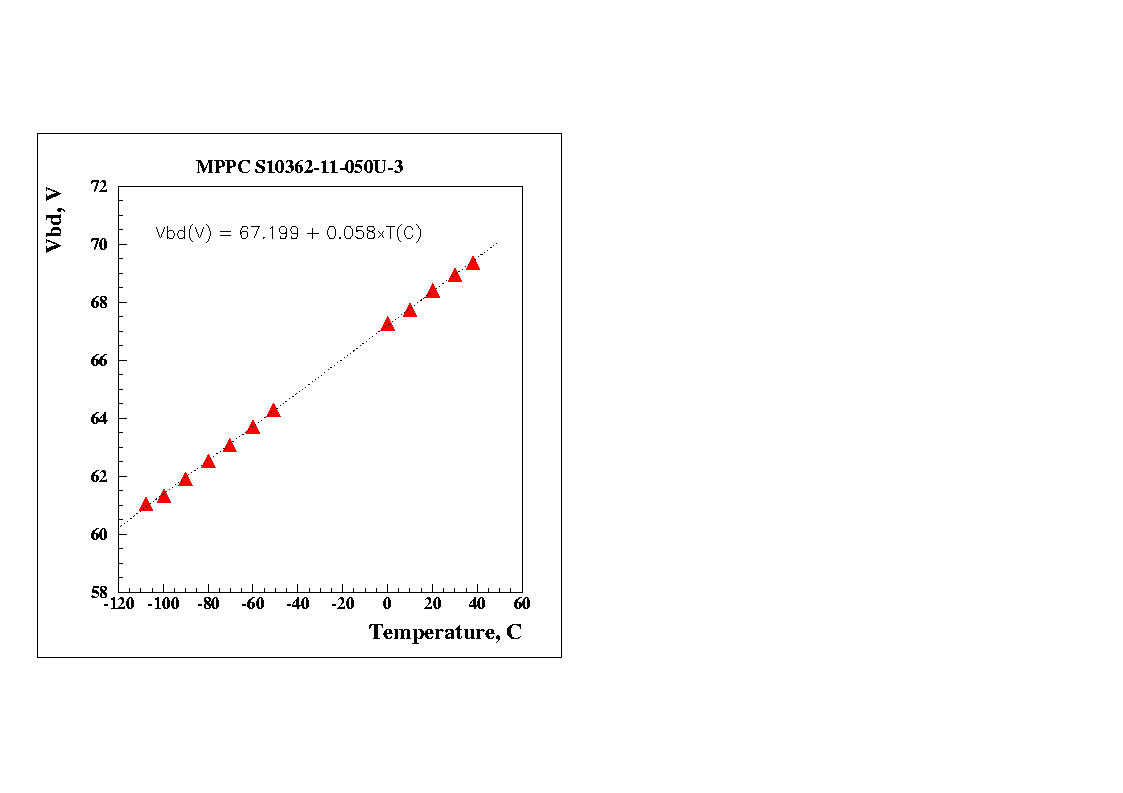 MPPC S10362-11-050U-3
Vbd, V
72
70
68
66
64
62
60
58
Vbd(V) = 67.199 + 0.058xT(C)
-120 -100 -80 -60 -40 -20 0 20 40 60
Temperature, C